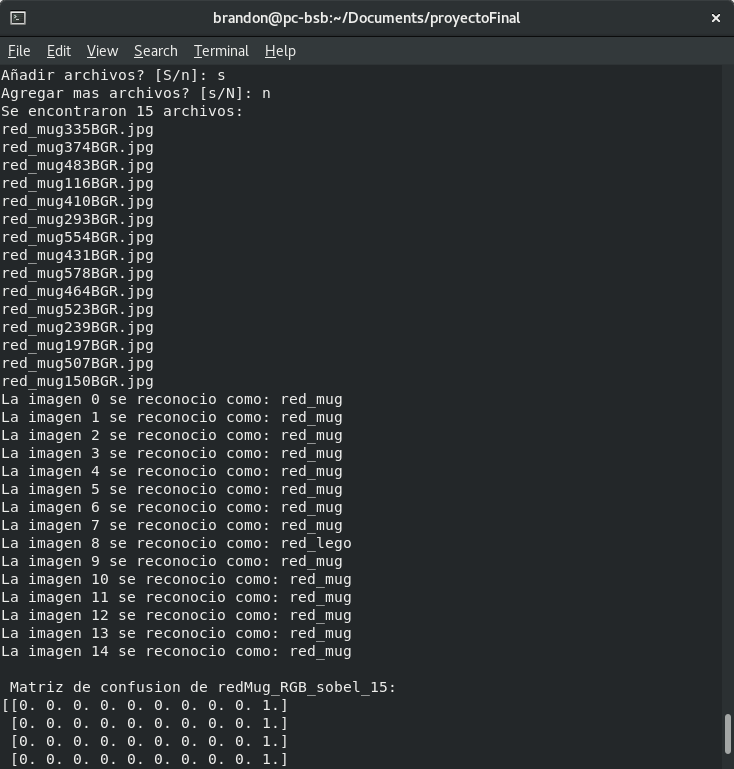 brandon@pc-bsb:~/Documents/proyectoFinal
File Edit View Search Terminal Help
Añadir archivos? [S/n]: s
Agregar mas archivos? [s/N]: n
Se encontraron 15 archivos:
red_mug335BGR.jpg
red_mug374BGR.jpg
red_mug483BGR.jpg
red_mug116BGR.jpg
red_mug410BGR.jpg
red_mug293BGR.jpg
red_mug554BGR.jpg
red_mug431BGR.jpg
red_mug578BGR.jpg
red_mug464BGR.jpg
red_mug523BGR.jpg
red_mug239BGR.jpg
red_mug197BGR.jpg
red_mug507BGR.jpg
red_mug150BGR.jpg
La imagen 0 se reconocio como: red_mug
La imagen 1 se reconocio como: red_mug
La imagen 2 se reconocio como: red_mug
La imagen 3 se reconocio como: red_mug
La imagen 4 se reconocio como: red_mug
La imagen 5 se reconocio como: red_mug
La imagen 6 se reconocio como: red_mug
La imagen 7 se reconocio como: red_mug
La imagen 8 se reconocio como: red_lego
La imagen 9 se reconocio como: red_mug
La imagen 10 se reconocio como: red_mug
La imagen 11 se reconocio como: red_mug
La imagen 12 se reconocio como: red_mug
La imagen 13 se reconocio como: red_mug
La imagen 14 se reconocio como: red_mug
Matriz de confusion de redMug_RGB_sobel_15:
[[0. 0. 0. 0. 0. 0. 0. 0. 0. 1.]
[0. 0. 0. 0. 0. 0. 0. 0. 0. 1.]
[0. 0. 0. 0. 0. 0. 0. 0. 0. 1.]
[0. 0. 0. 0. 0. 0. 0. 0. 0. 1.]